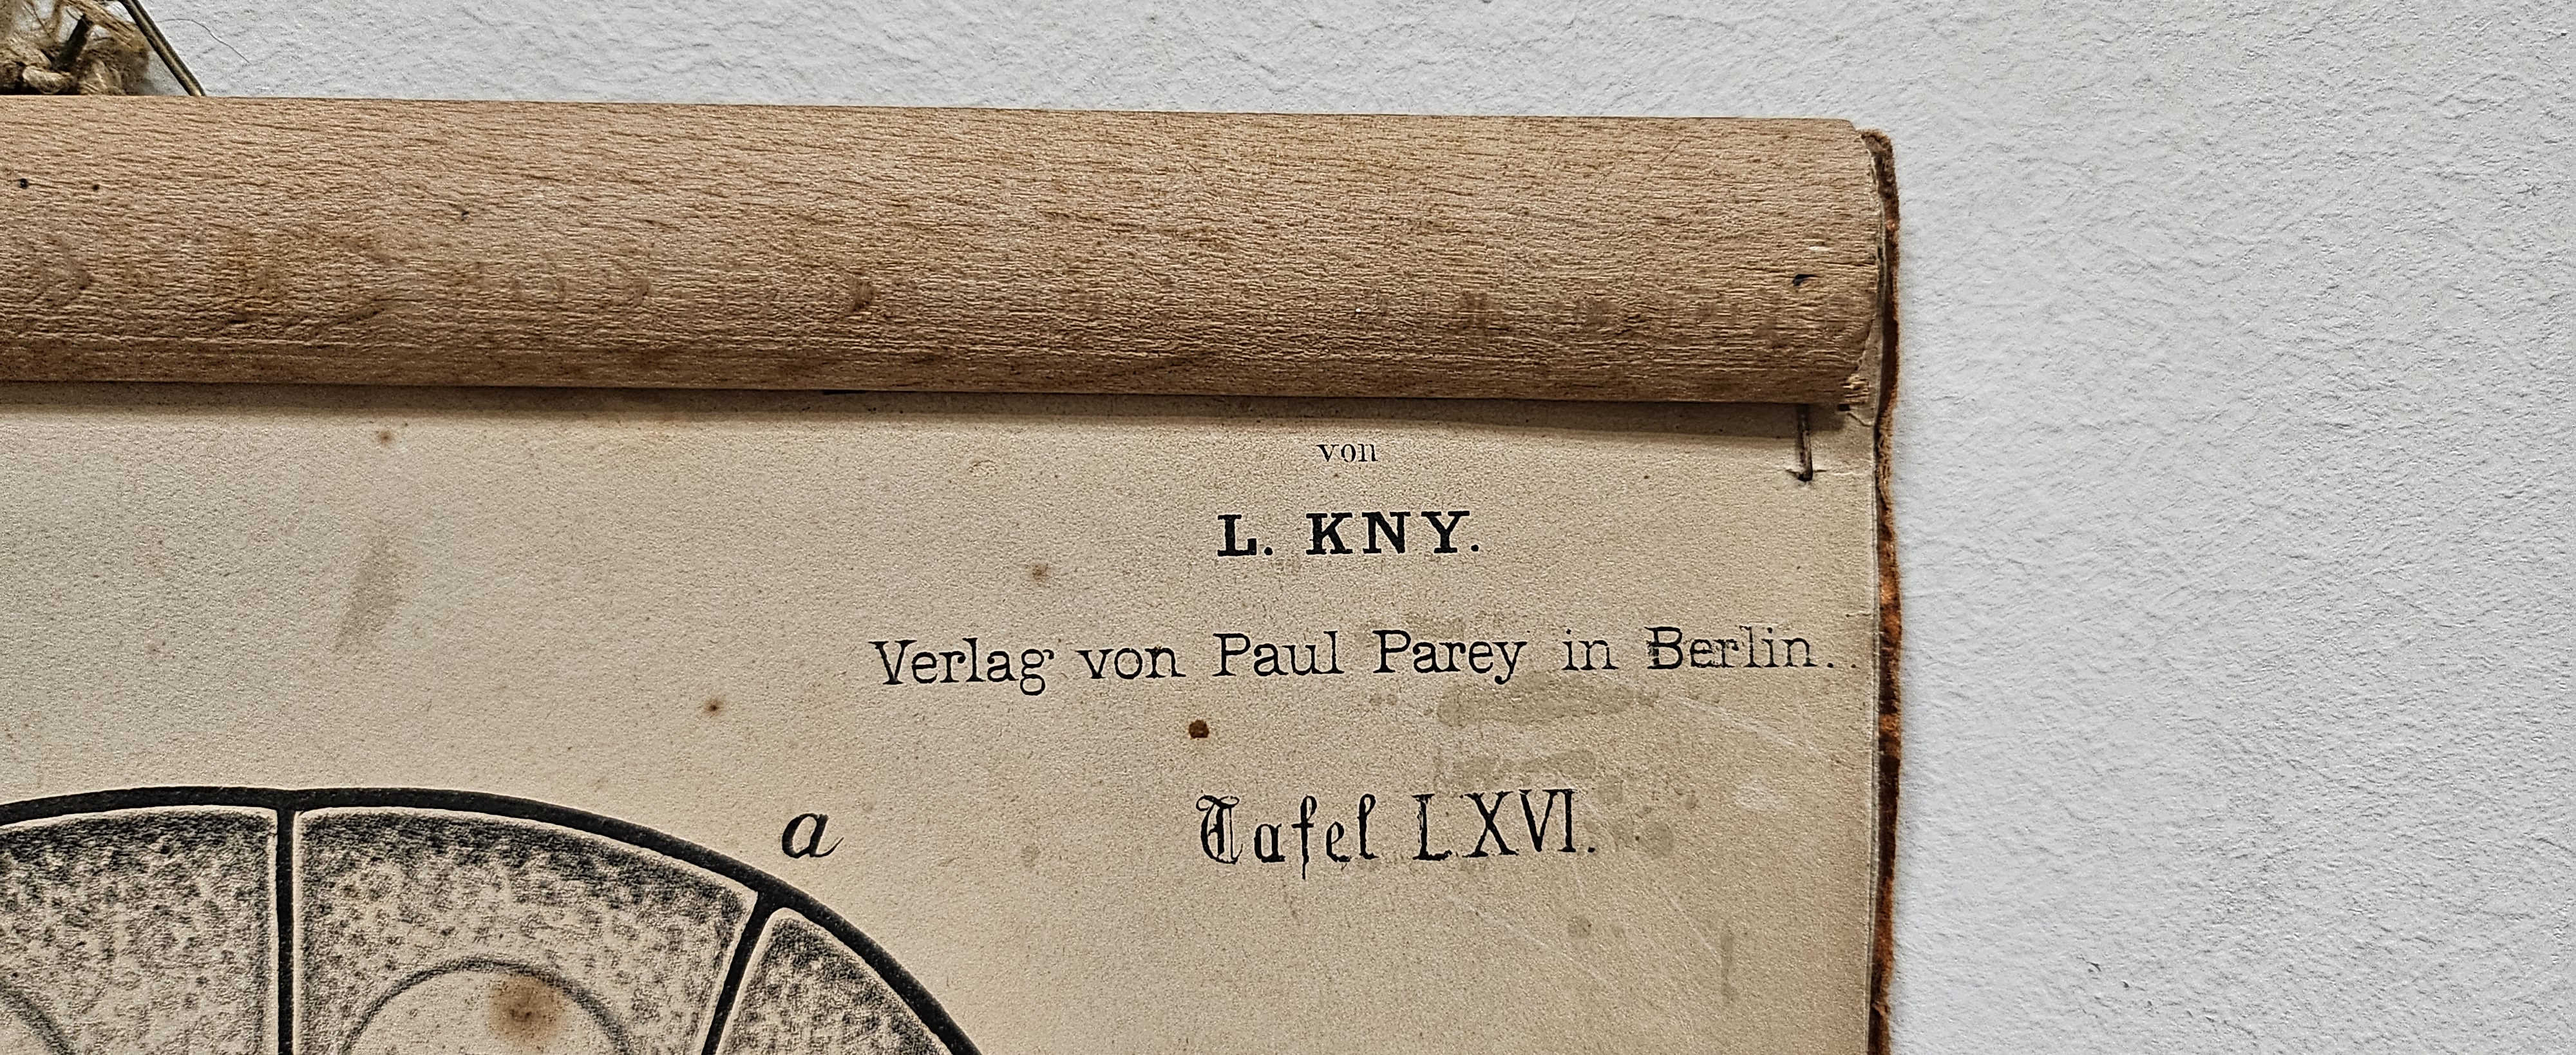 von
L. KNY.
Verlag von Paul Parey in Berlin.
Tafel LXVI.
a